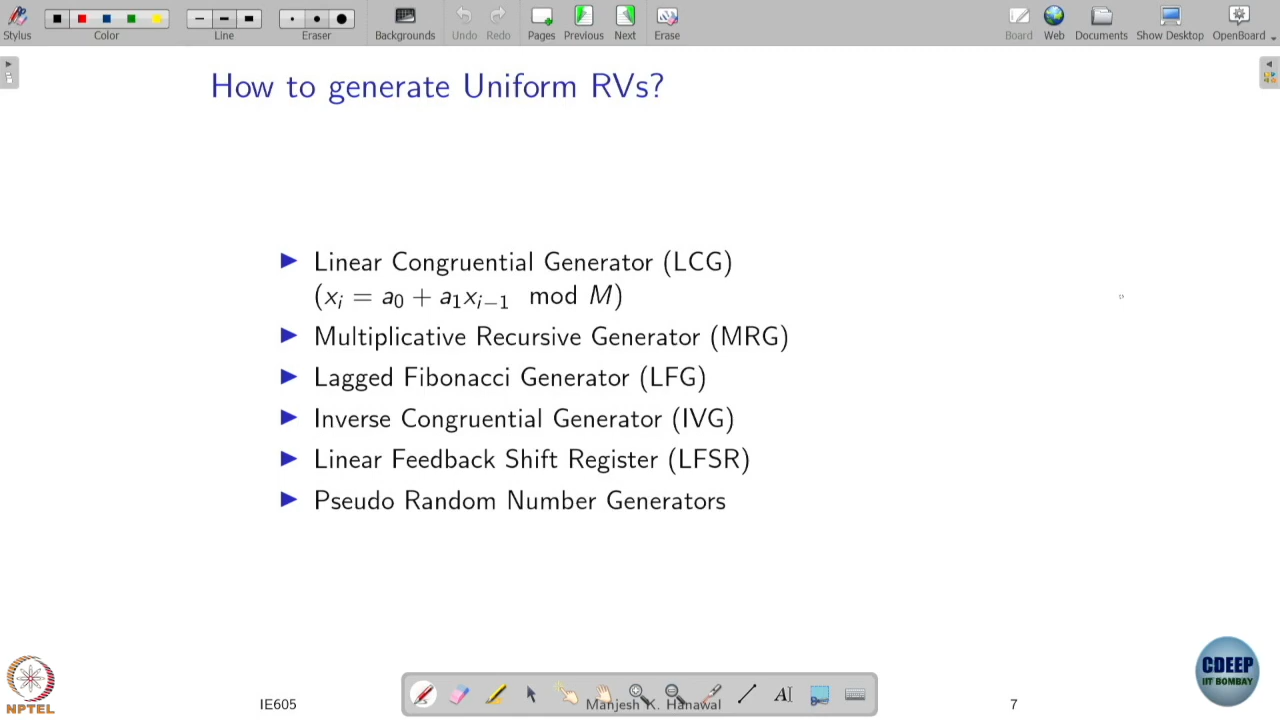 Stylus
Color
Line
Eraser
Backgrounds
Undo
Redo
Pages
Previous
Next
Erase
Board
Web
Documents
Show Desktop
OpenBoard
How to generate Uniform RVs?
▶ Linear Congruential Generator (LCG)
(xᵢ = a₀ + a₁xᵢ₋₁ mod M)
▶ Multiplicative Recursive Generator (MRG)
▶ Lagged Fibonacci Generator (LFG)
▶ Inverse Congruential Generator (IVG)
▶ Linear Feedback Shift Register (LFSR)
▶ Pseudo Random Number Generators
NPTEL
IE605
Manjesh K. Hanawal
7
CDEEP
IIT BOMBAY